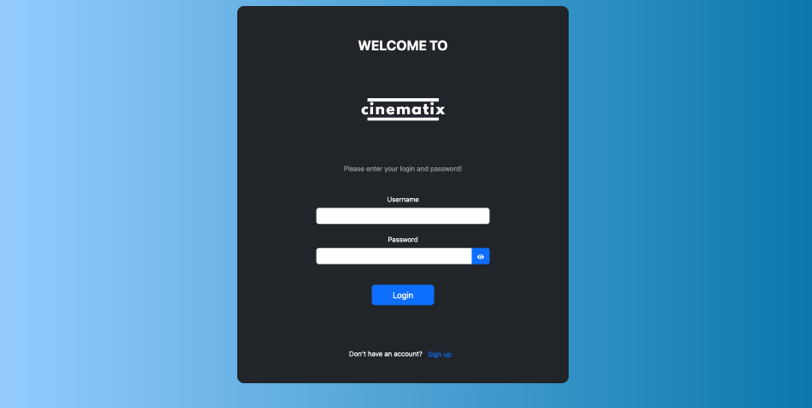 WELCOME TO
cinematix
Please enter your login and password!
Username
Password
Login
Don't have an account? Sign up